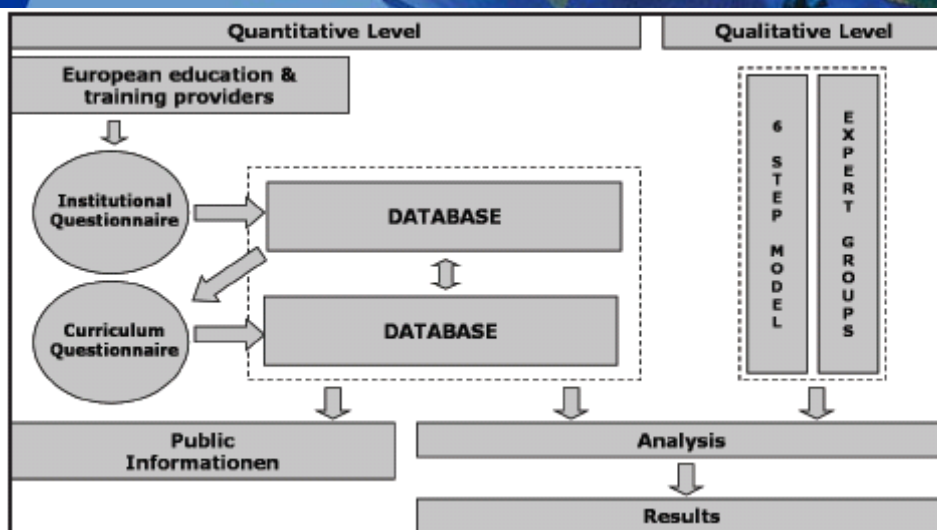 Quantitative Level
Qualitative Level
European education &
training providers
Institutional
Questionnaire
DATABASE
Curriculum
Questionnaire
DATABASE
6 STEP MODEL
EXPERT GROUPS
Public
Informationen
Analysis
Results